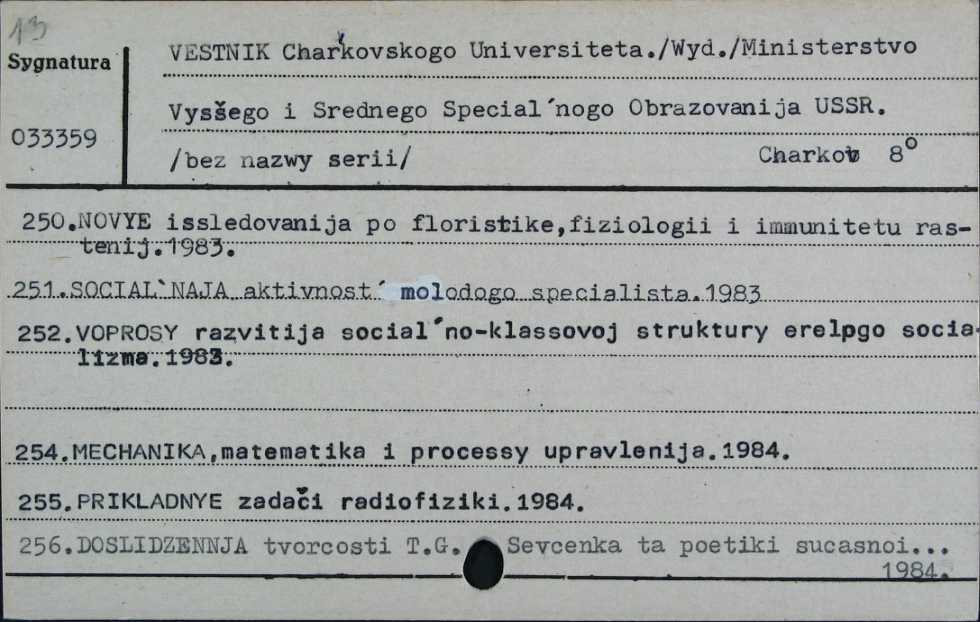 13
Sygnatura
VESTNIK Char'kovskogo Universiteta./Wyd./Ministerstvo
Vysšego i Srednego Special´nogo Obrazovanija USSR.
033359
/bez nazwy serii/ Charkov 8°
250.NOVYE issledovanija po floristike,fiziologii i immunitetu ras-
tenij.1983.
251.SOCIAL`NAJA aktivnost´ molodogo specialista.1983
252.VOPROSY razvitija social´no-klassovoj struktury erelpgo socia-
lizma.1983.
254.MECHANIKA,matematika i processy upravlenija.1984.
255.PRIKLADNYE zadači radiofiziki.1984.
256.DOSLIDZENNJA tvorcosti T.G. Sevcenka ta poetiki sucasnoi...
1984.